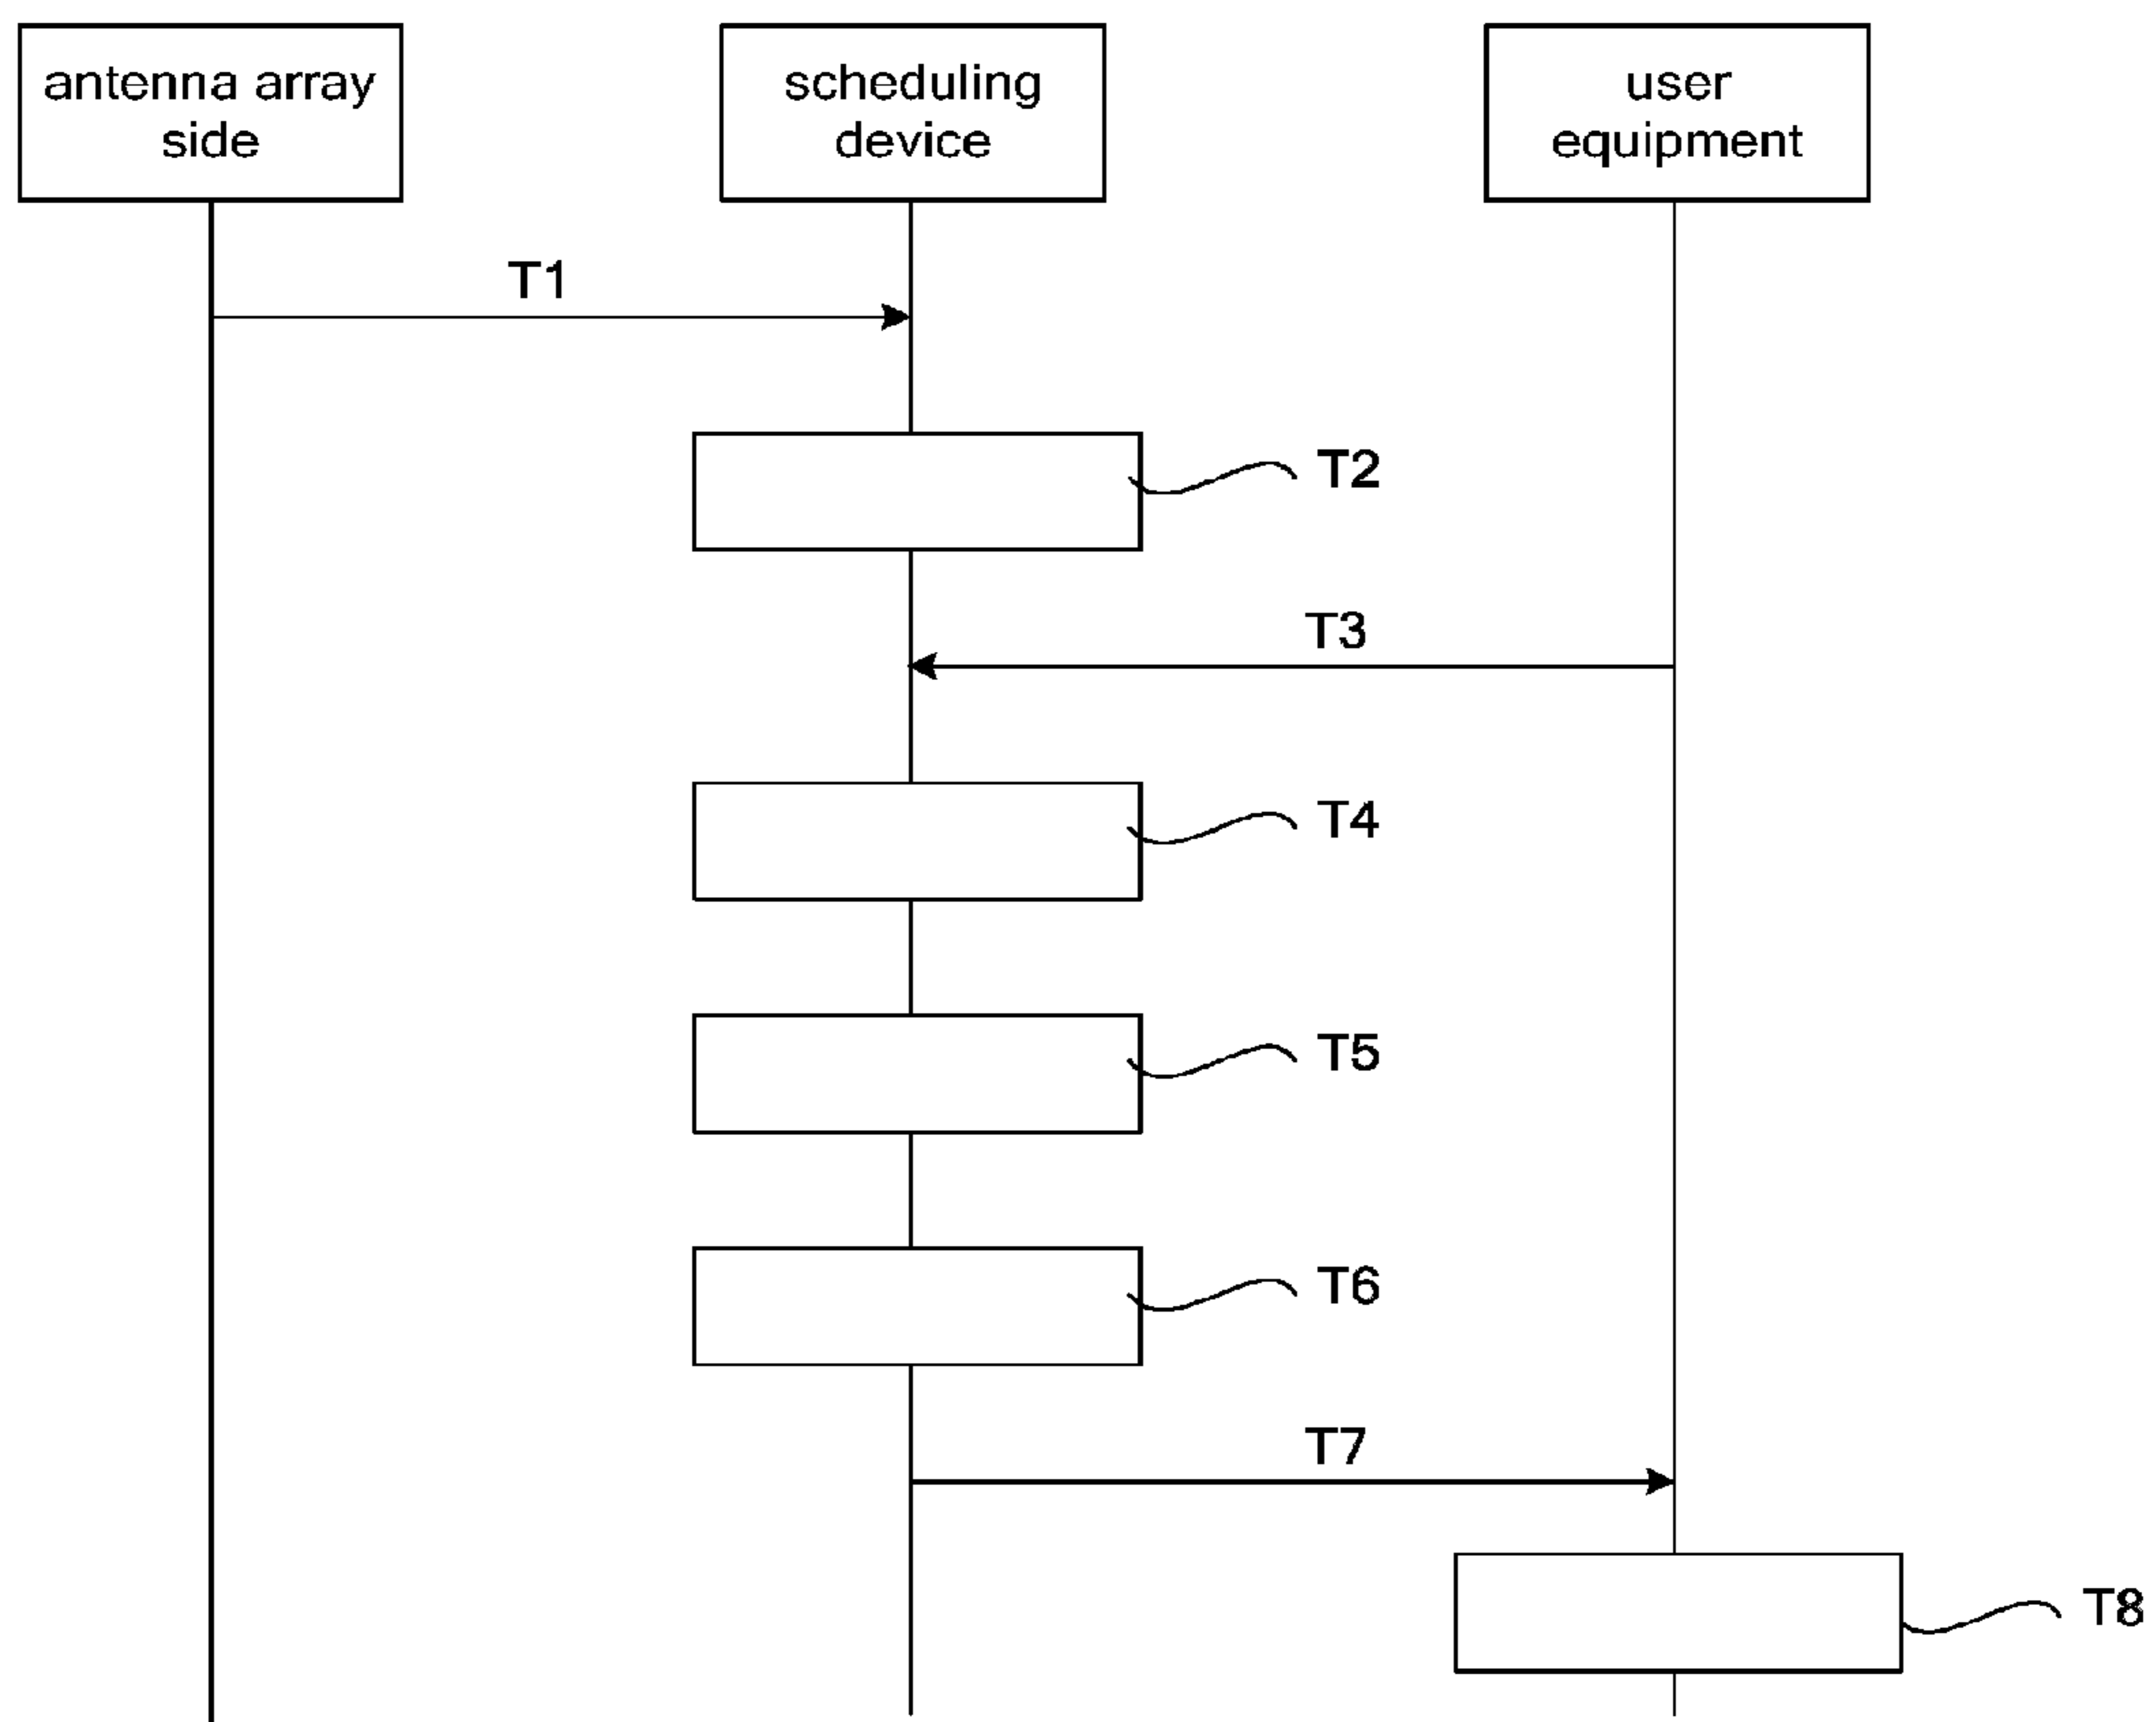 antenna array
side
scheduling
device
user
equipment
T1
T2
T3
T4
T5
T6
T7
T8